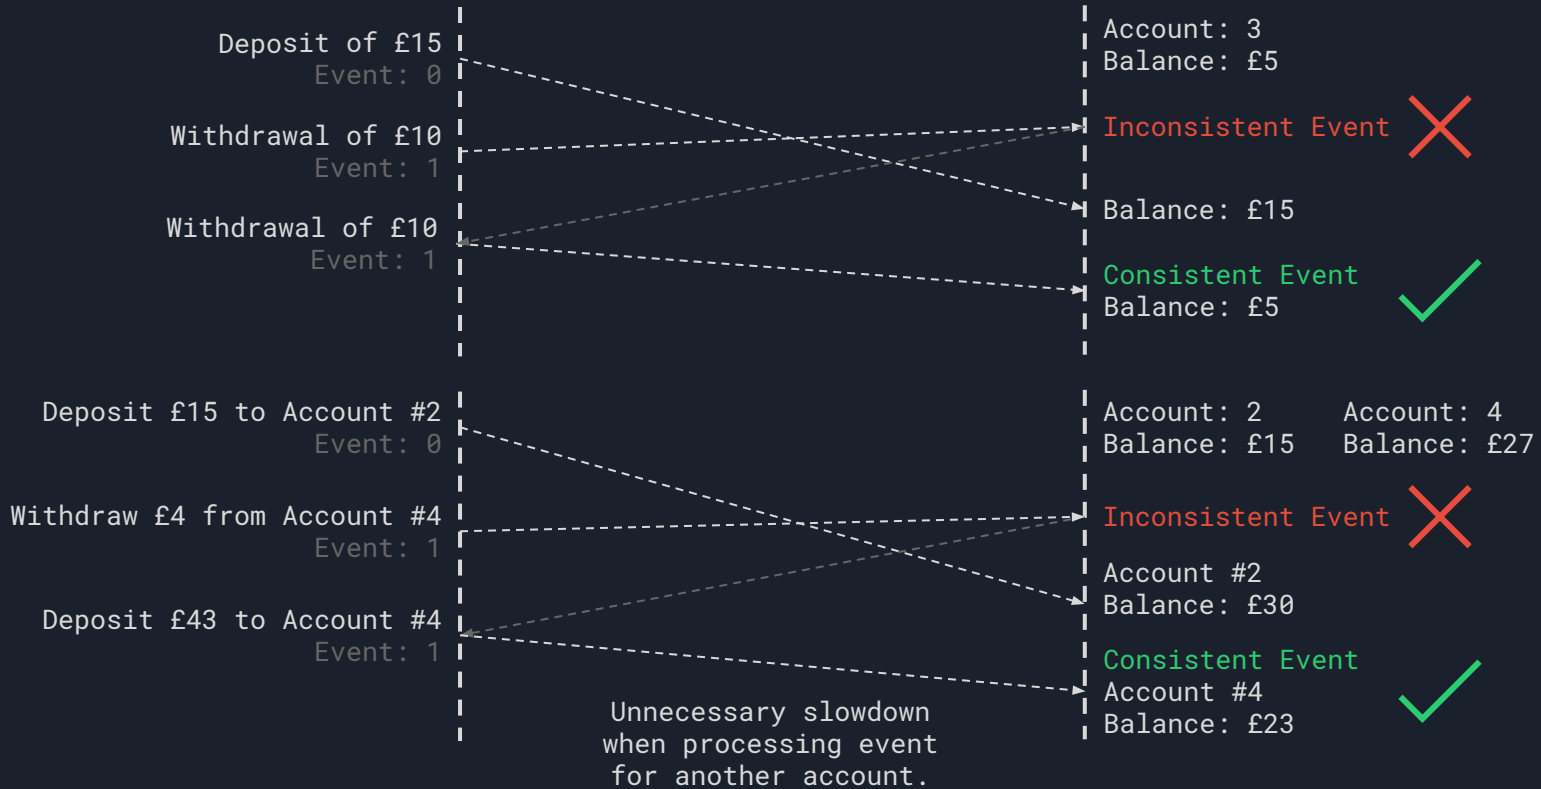 Deposit of £15
Event: 0
Withdrawal of £10
Event: 1
Withdrawal of £10
Event: 1
Account: 3
Balance: £5
Inconsistent Event
Balance: £15
Consistent Event
Balance: £5
Deposit £15 to Account #2
Event: 0
Withdraw £4 from Account #4
Event: 1
Deposit £43 to Account #4
Event: 1
Account: 2
Balance: £15
Account: 4
Balance: £27
Inconsistent Event
Account #2
Balance: £30
Consistent Event
Account #4
Balance: £23
Unnecessary slowdown
when processing event
for another account.